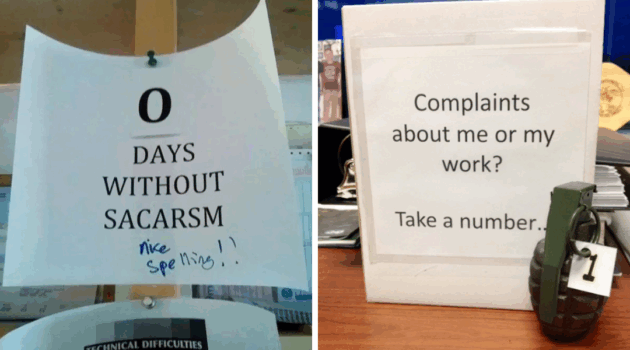 0
DAYS
WITHOUT
SACARSM
nice
spelling!!
TECHNICAL DIFFICULTIES
Complaints
about me or my
work?
Take a number..
1